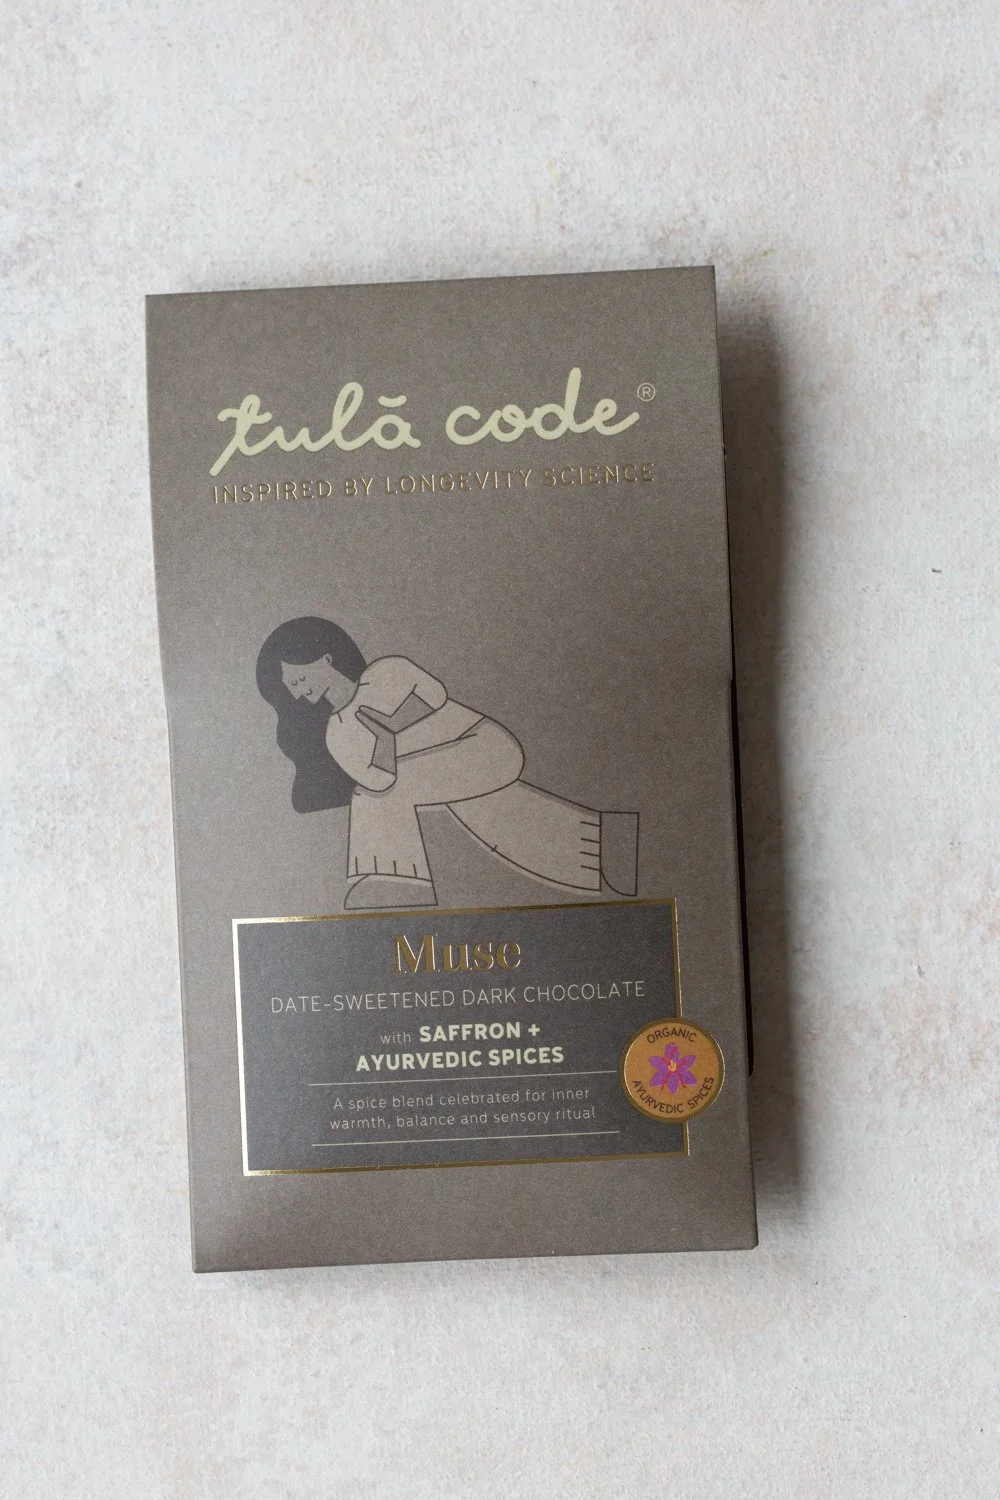 tulā code®
INSPIRED BY LONGEVITY SCIENCE
Muse
DATE-SWEETENED DARK CHOCOLATE
with SAFFRON +
AYURVEDIC SPICES
A spice blend celebrated for inner
warmth, balance and sensory ritual
ORGANIC
AYURVEDIC SPICES